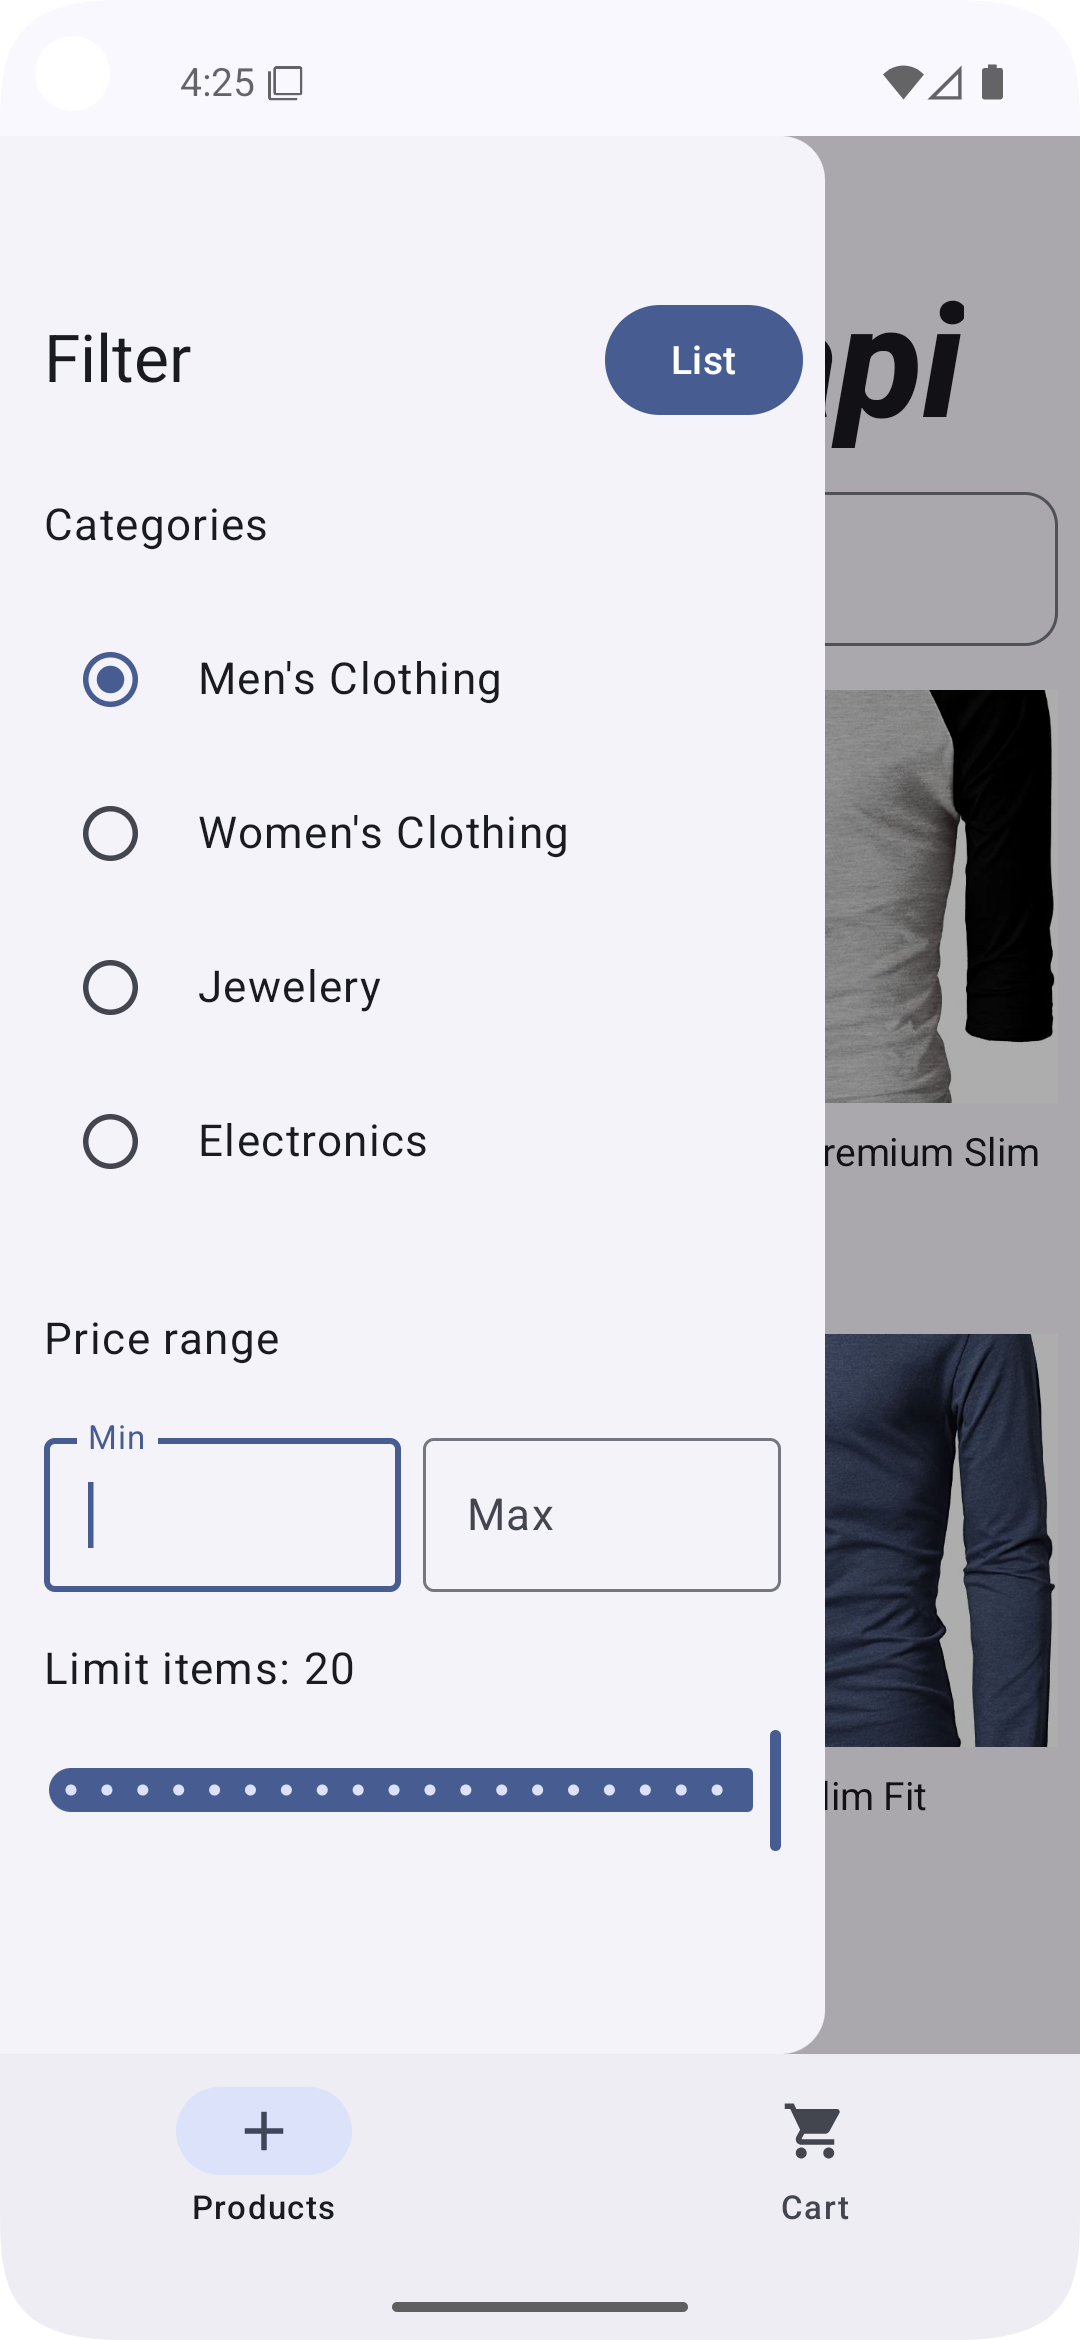 4:25
Filter
List
pi
Categories
Men's Clothing
Women's Clothing
Jewelery
Electronics
remium Slim
Price range
Min
Max
Limit items: 20
lim Fit
Products
Cart